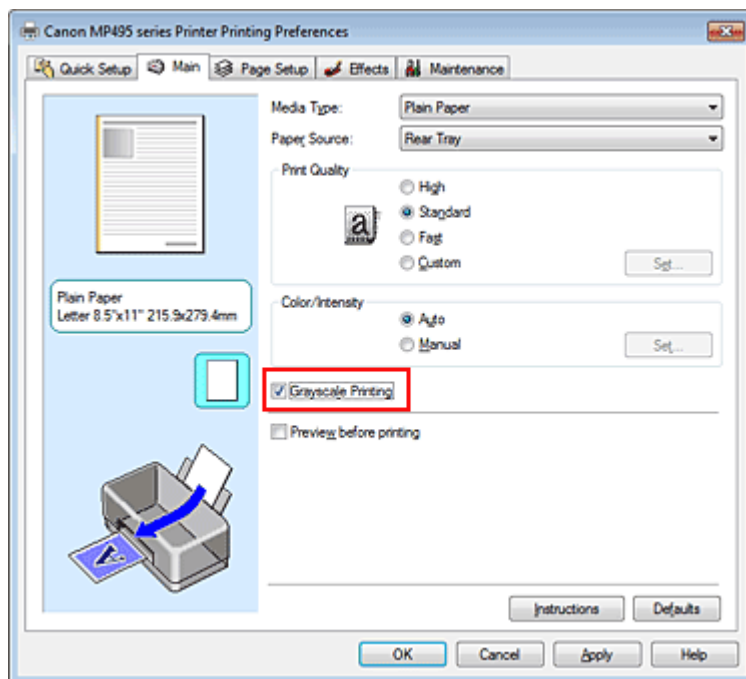 Canon MP495 series Printer Printing Preferences
Quick Setup Main Page Setup Effects Maintenance
Media Type: Plain Paper
Paper Source: Rear Tray
Print Quality
High
a Standard
Fast
Custom Set...
Plain Paper
Letter 8.5"x11" 215.9x279.4mm
Color/Intensity
Auto
Manual Set...
Grayscale Printing
Preview before printing
A
Instructions Defaults
OK Cancel Apply Help